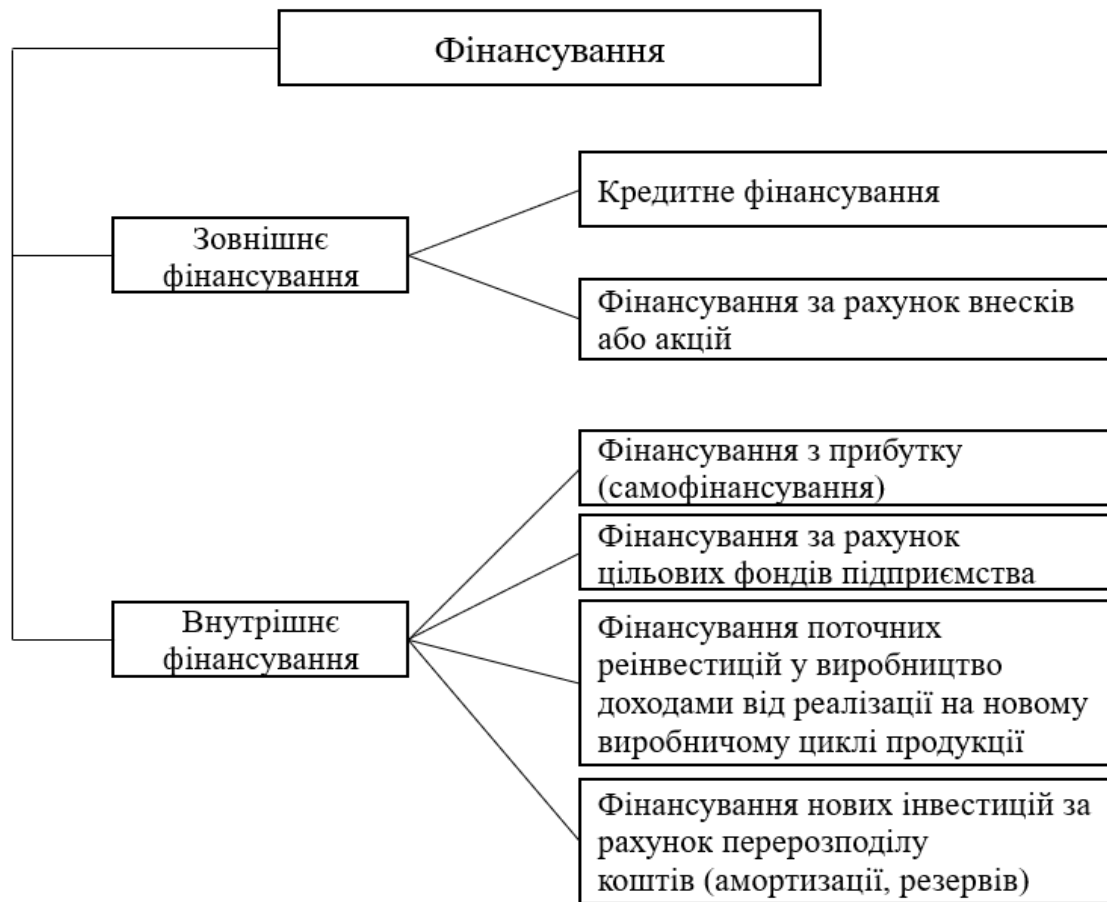 Фінансування
Кредитне фінансування
Зовнішнє
фінансування
Фінансування за рахунок внесків
або акцій
Фінансування з прибутку
(самофінансування)
Фінансування за рахунок
цільових фондів підприємства
Внутрішнє
фінансування
Фінансування поточних
реінвестицій у виробництво
доходами від реалізації на новому
виробничому циклі продукції
Фінансування нових інвестицій за
рахунок перерозподілу
коштів (амортизації, резервів)